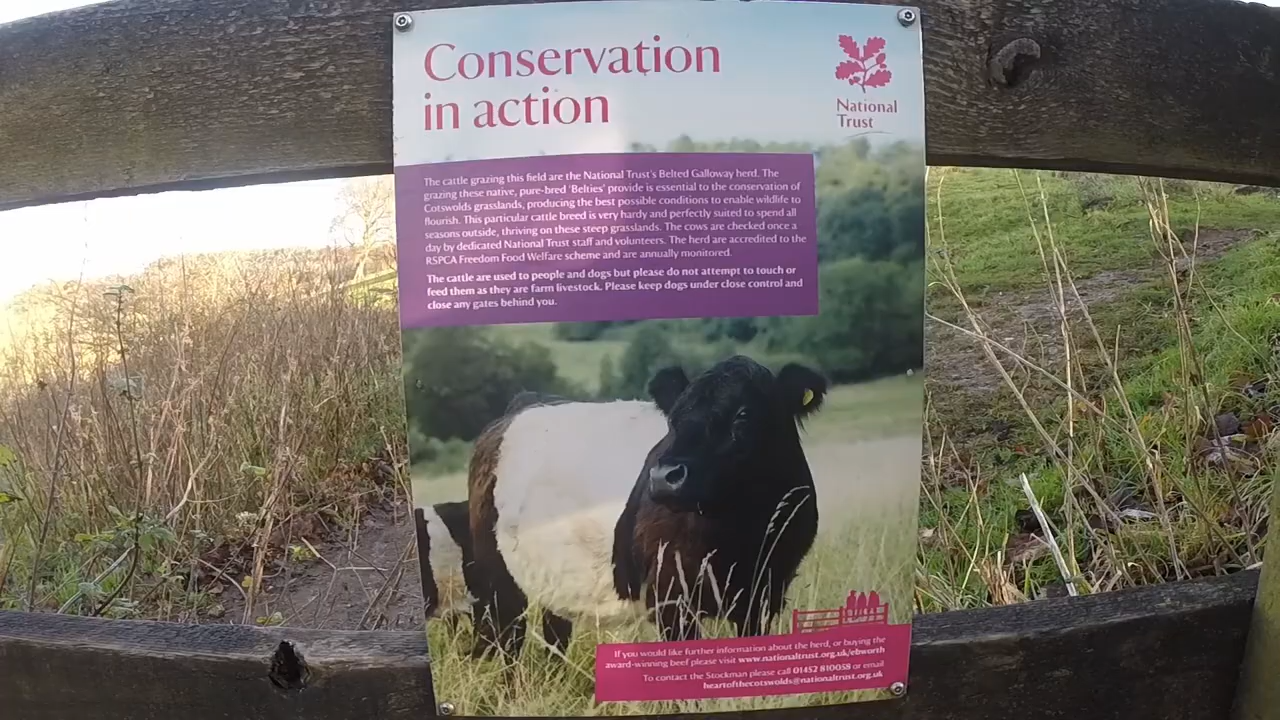 Conservation
in action
National
Trust
The cattle grazing this field are the National Trust's Belted Galloway herd. The
grazing these native, pure-bred 'Belties' provide is essential to the conservation of
Cotswolds grasslands, producing the best possible conditions to enable wildlife to
flourish. This particular cattle breed is very hardy and perfectly suited to spend all
seasons outside, thriving on these steep grasslands. The cows are checked once a
day by dedicated National Trust staff and volunteers. The herd are accredited to the
RSPCA Freedom Food Welfare scheme and are annually monitored.
The cattle are used to people and dogs but please do not attempt to touch or
feed them as they are farm livestock. Please keep dogs under close control and
close any gates behind you.
If you would like further information about the herd, or buying the
award-winning beef please visit www.nationaltrust.org.uk/ebworth
To contact the Stockman please call 01452 810058 or email
heartofthecotswolds@nationaltrust.org.uk